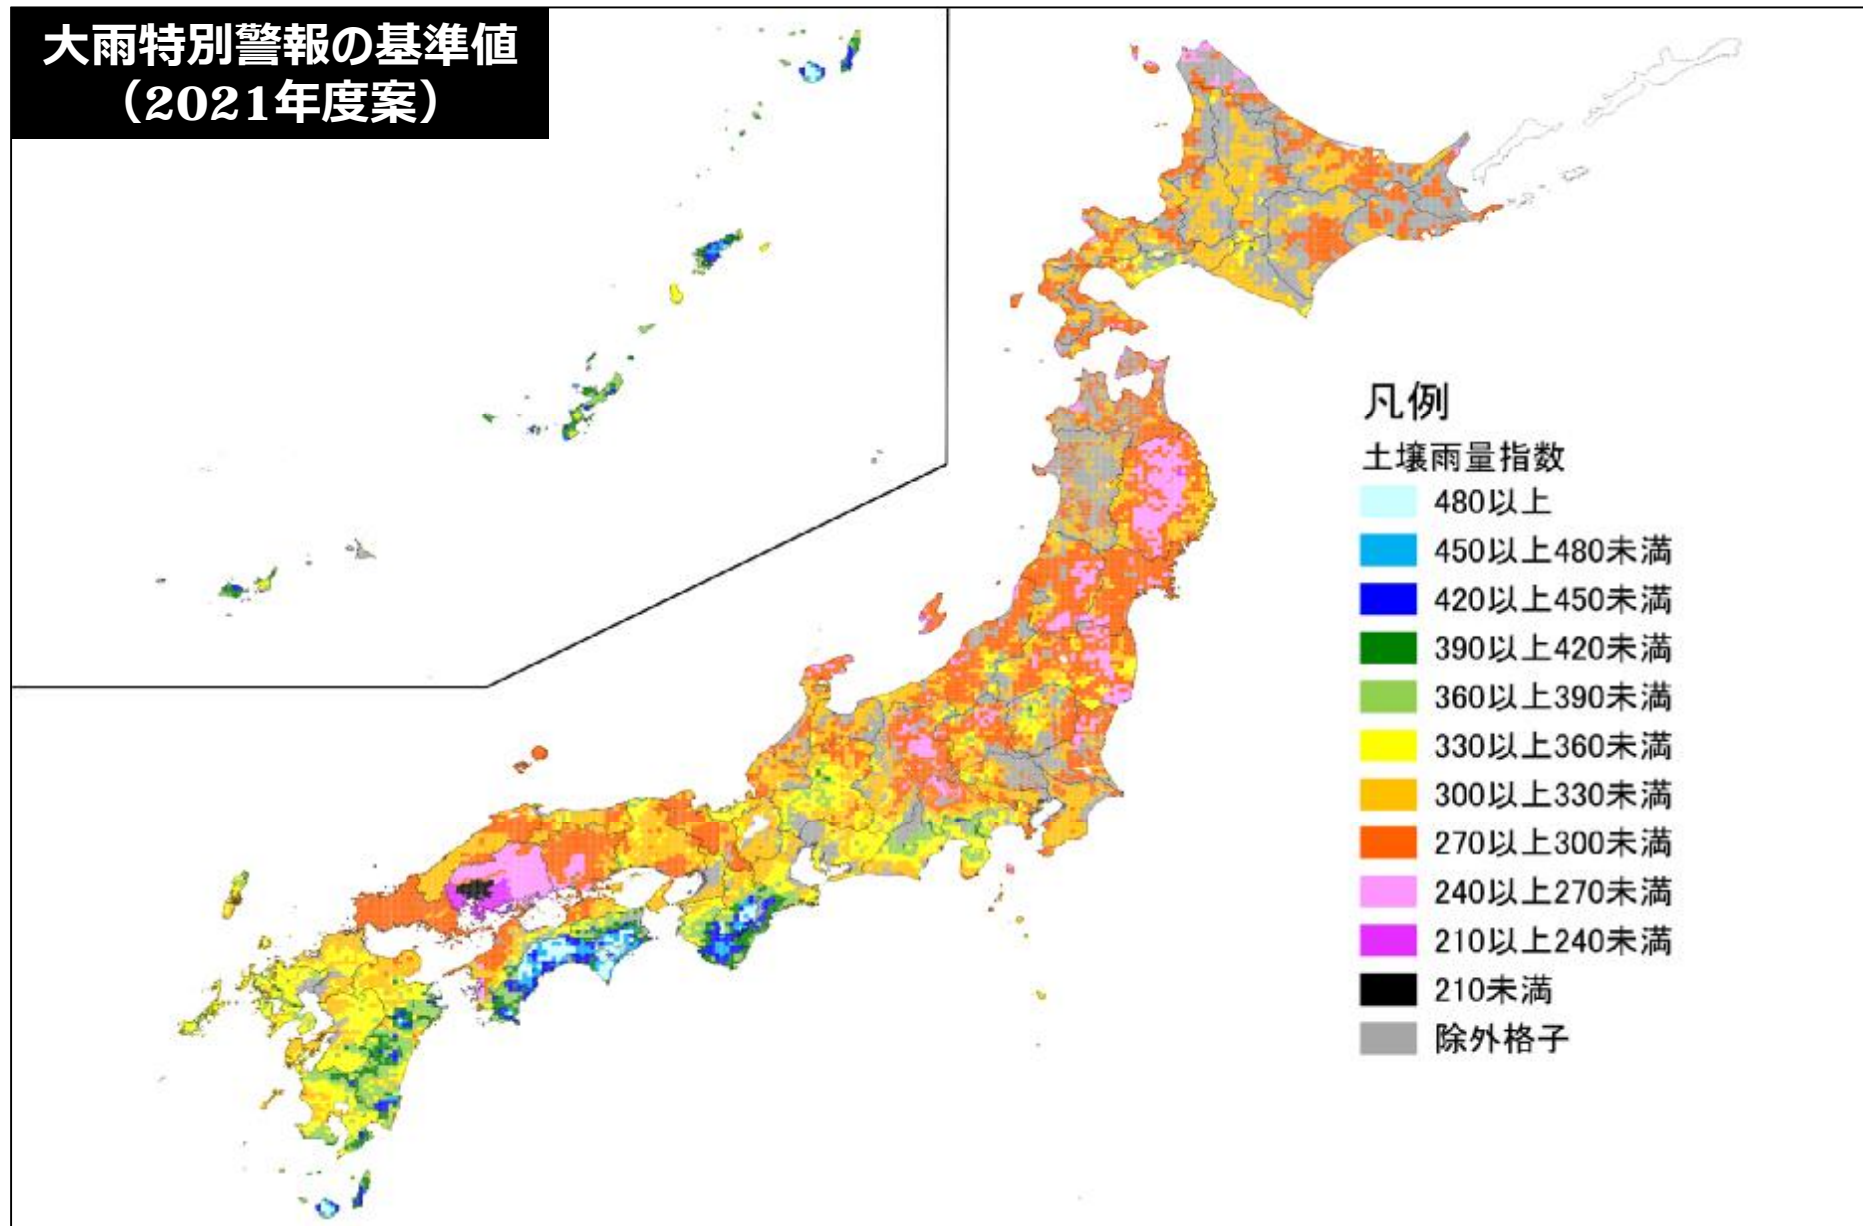 大雨特別警報の基準値
（2021年度案）
凡例
土壌雨量指数
480以上
450以上480未満
420以上450未満
390以上420未満
360以上390未満
330以上360未満
300以上330未満
270以上300未満
240以上270未満
210以上240未満
210未満
除外格子